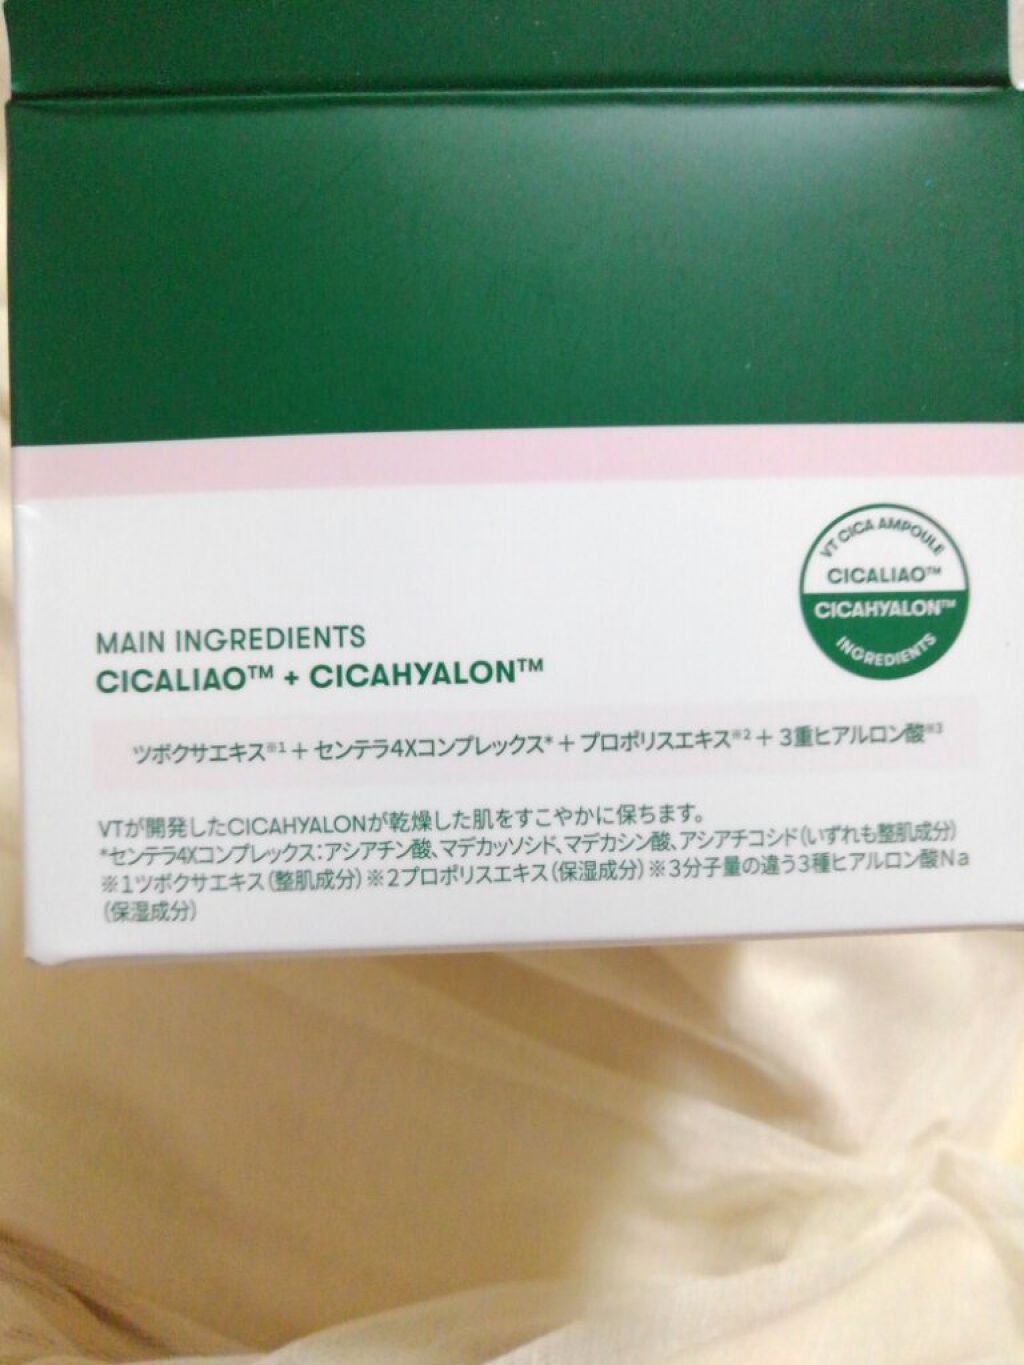 VT CICA AMPOULE
CICALIAO™
CICAHYALON™
INGREDIENTS
MAIN INGREDIENTS
CICALIAO™ + CICAHYALON™
ツボクサエキス※1 + センテラ4Xコンプレックス* + プロポリスエキス※2 + 3重ヒアルロン酸※3
VTが開発したCICAHYALONが乾燥した肌をすこやかに保ちます。
*センテラ4Xコンプレックス:アシアチン酸、マデカッソシド、マデカシン酸、アシアチコシド(いずれも整肌成分)
※1ツボクサエキス(整肌成分)※2プロポリスエキス(保湿成分)※3分子量の違う3種ヒアルロン酸Na
(保湿成分)